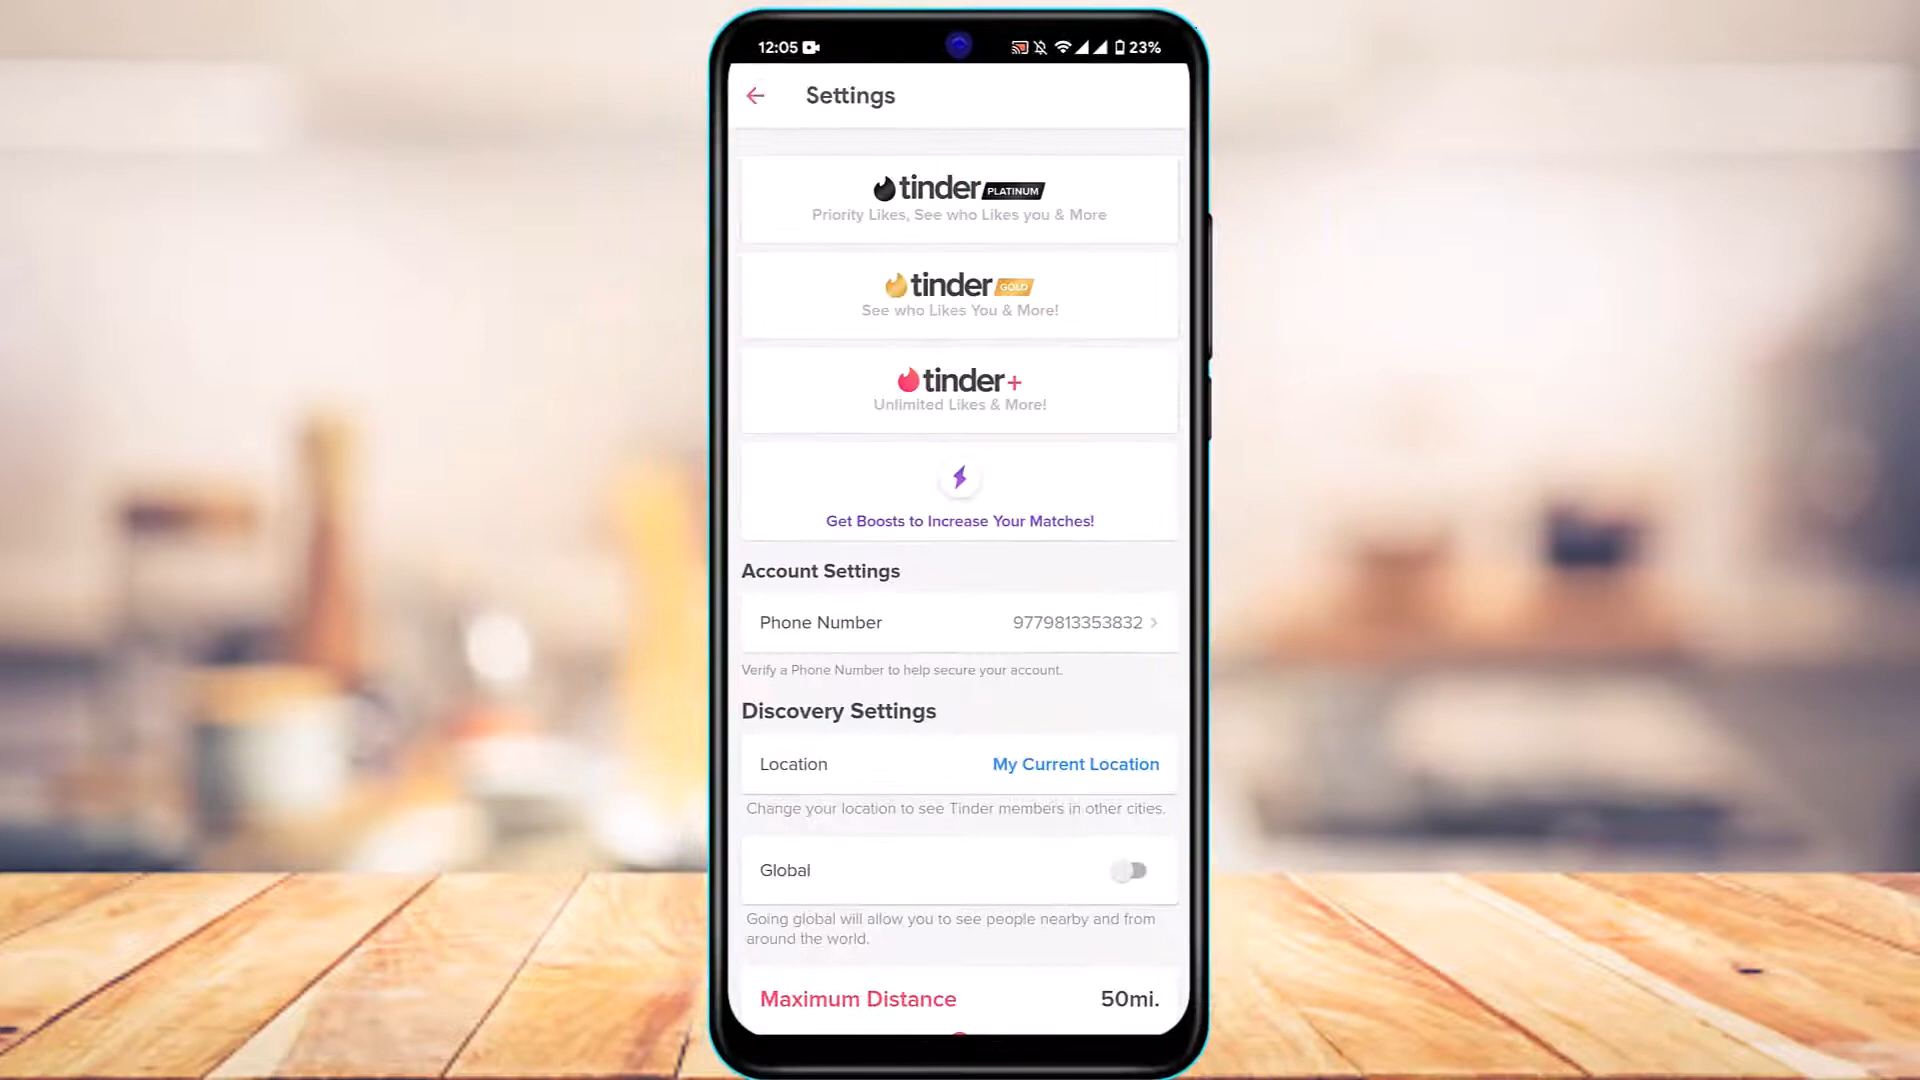 12:05
23%
Settings
tinder PLATINUM
Priority Likes, See who Likes you & More
tinder GOLD
See who Likes You & More!
tinder+
Unlimited Likes & More!
Get Boosts to Increase Your Matches!
Account Settings
Phone Number 9779813353832
Verify a Phone Number to help secure your account.
Discovery Settings
Location My Current Location
Change your location to see Tinder members in other cities.
Global
Going global will allow you to see people nearby and from
around the world.
Maximum Distance 50mi.